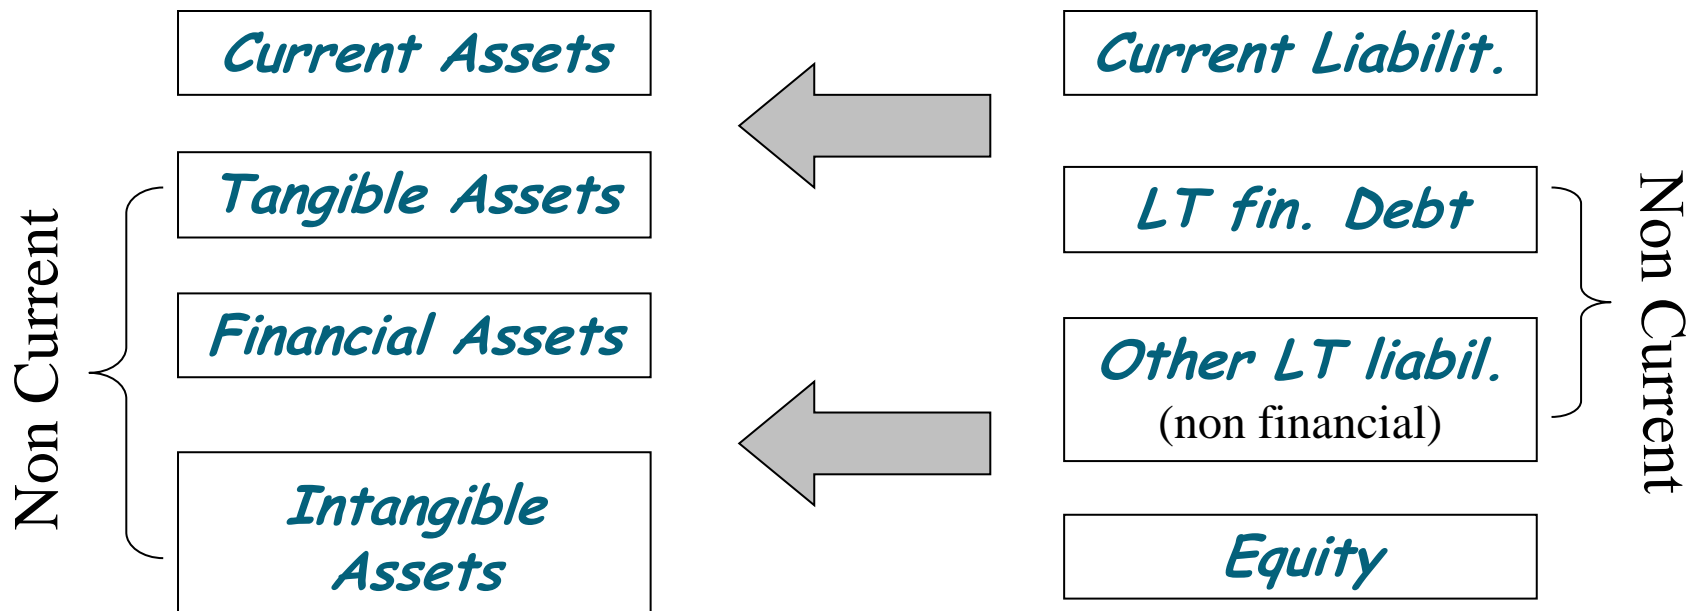 Current Assets
Tangible Assets
Financial Assets
Intangible
Assets
Non Current
Current Liabilit.
LT fin. Debt
Other LT liabil.
(non financial)
Equity
Non Current